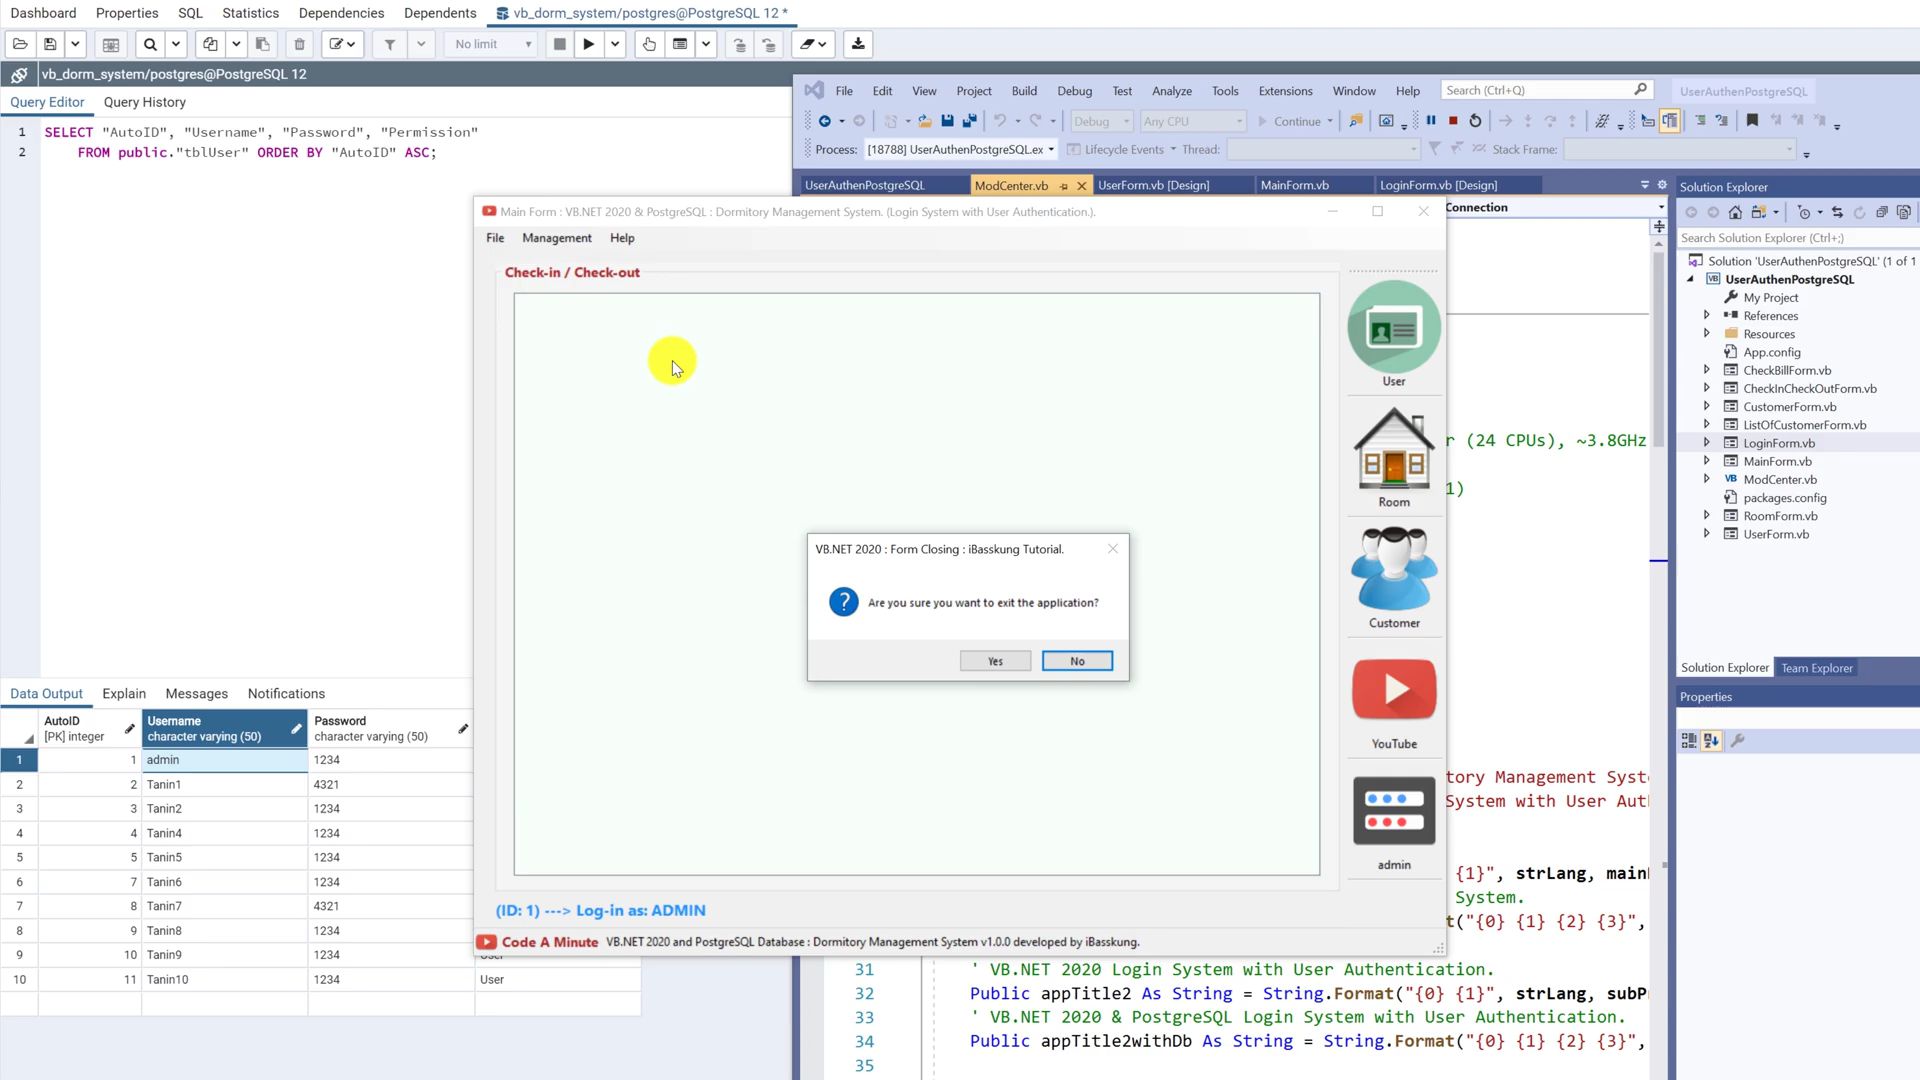 Dashboard Properties SQL Statistics Dependencies Dependents vb_dorm_system/postgres@PostgreSQL 12 *
No limit
vb_dorm_system/postgres@PostgreSQL 12
Query Editor Query History
1 SELECT "AutoID", "Username", "Password", "Permission"
2 FROM public."tblUser" ORDER BY "AutoID" ASC;
File Edit View Project Build Debug Test Analyze Tools Extensions Window Help Search (Ctrl+Q) UserAuthenPostgreSQL
Debug Any CPU Continue
Process: [18788] UserAuthenPostgreSQL.ex Lifecycle Events Thread: Stack Frame:
UserAuthenPostgreSQL ModCenter.vb UserForm.vb [Design] MainForm.vb LoginForm.vb [Design]
Connection
Main Form : VB.NET 2020 & PostgreSQL : Dormitory Management System. (Login System with User Authentication.).
File Management Help
Check-in / Check-out
User
Room
Customer
YouTube
admin
VB.NET 2020 : Form Closing : iBasskung Tutorial.
Are you sure you want to exit the application?
Yes No
(ID: 1) ---> Log-in as: ADMIN
Code A Minute VB.NET 2020 and PostgreSQL Database : Dormitory Management System v1.0.0 developed by iBasskung.
Solution Explorer
Search Solution Explorer (Ctrl+;)
Solution 'UserAuthenPostgreSQL' (1 of 1
UserAuthenPostgreSQL
My Project
References
Resources
App.config
CheckBillForm.vb
CheckInCheckOutForm.vb
CustomerForm.vb
ListOfCustomerForm.vb
LoginForm.vb
MainForm.vb
ModCenter.vb
packages.config
RoomForm.vb
UserForm.vb
Solution Explorer Team Explorer
Properties
Data Output Explain Messages Notifications
AutoID Username Password
[PK] integer character varying (50) character varying (50)
1 1 admin 1234
2 2 Tanin1 4321
3 3 Tanin2 1234
4 4 Tanin4 1234
5 5 Tanin5 1234
6 7 Tanin6 1234
7 8 Tanin7 4321
8 9 Tanin8 1234
9 10 Tanin9 1234 User
10 11 Tanin10 1234 User
r (24 CPUs), ~3.8GHz
1)
tory Management Syst
System with User Aut
{1}", strLang, main
System.
t("{0} {1} {2} {3}",
31 ' VB.NET 2020 Login System with User Authentication.
32 Public appTitle2 As String = String.Format("{0} {1}", strLang, subP
33 ' VB.NET 2020 & PostgreSQL Login System with User Authentication.
34 Public appTitle2withDb As String = String.Format("{0} {1} {2} {3}",
35